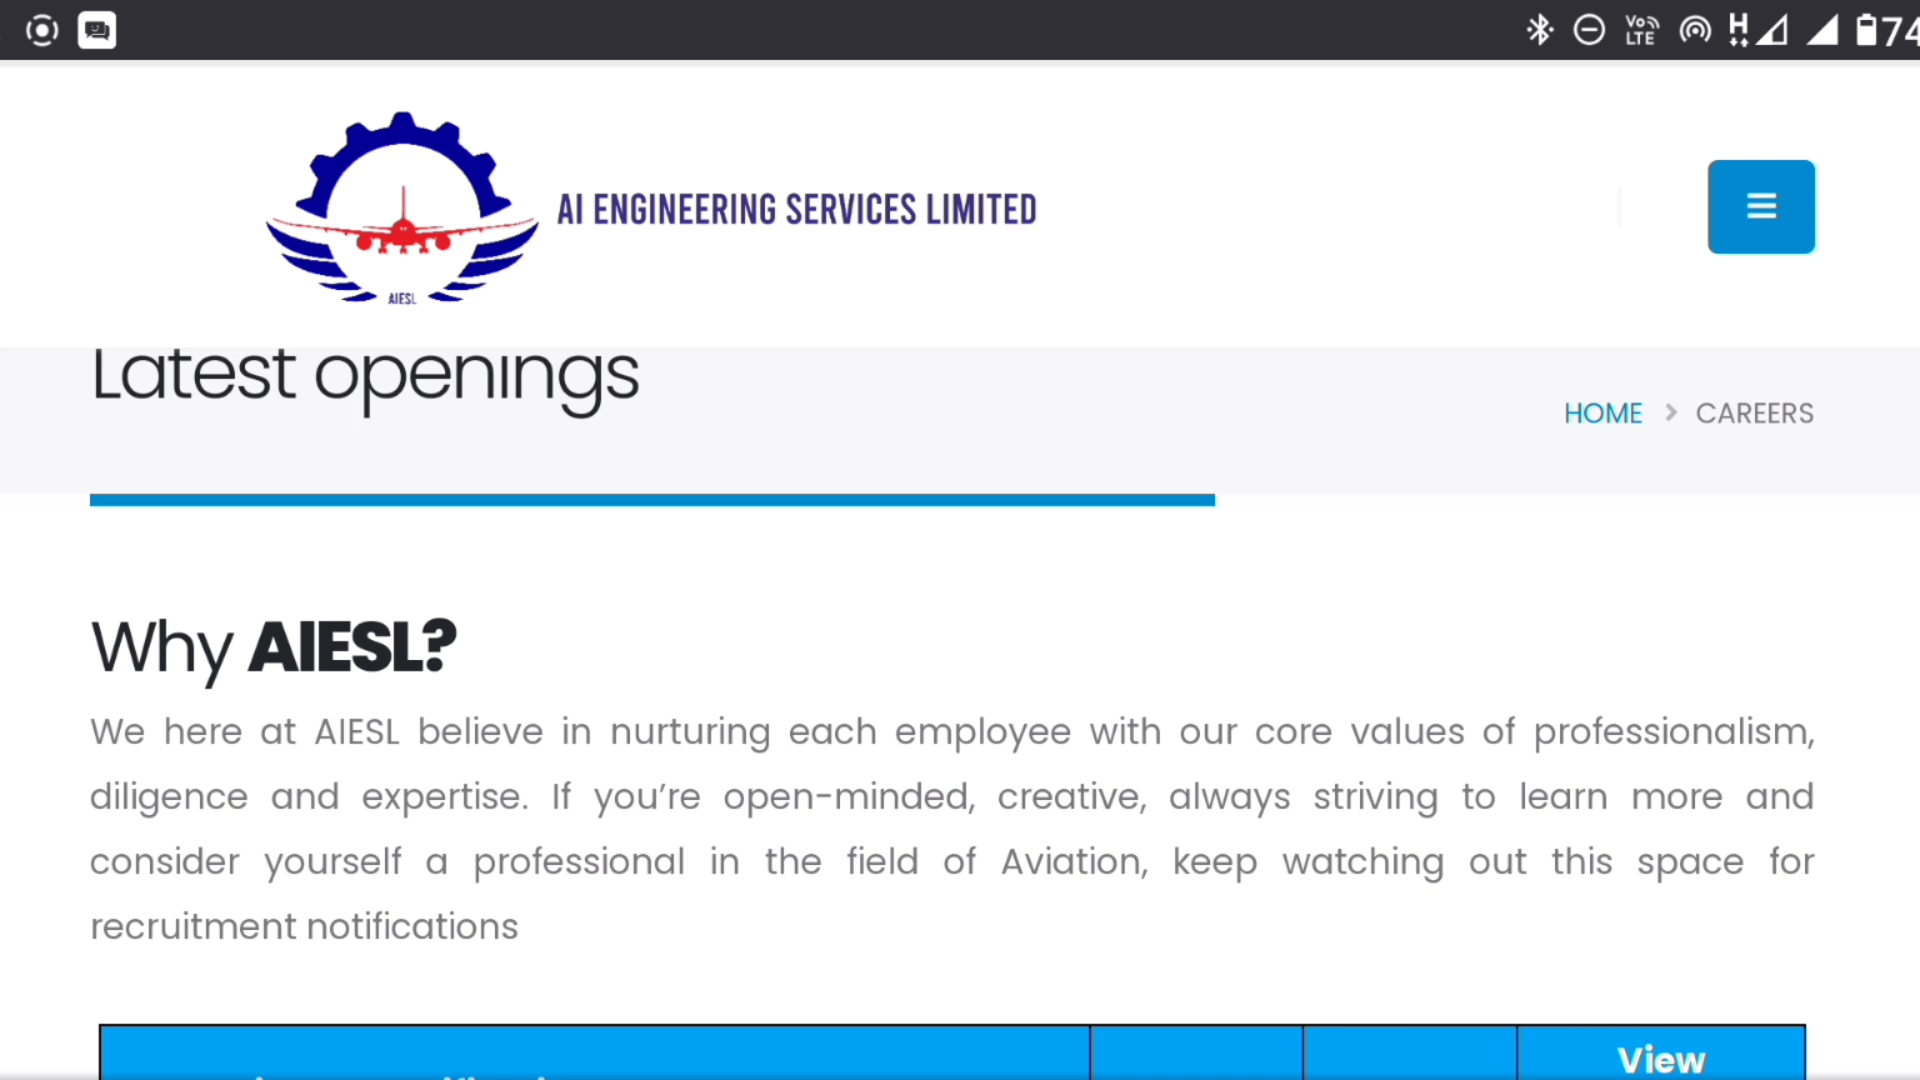 Vo LTE H 74
AI ENGINEERING SERVICES LIMITED
AIESL
Latest openings
HOME > CAREERS
Why AIESL?
We here at AIESL believe in nurturing each employee with our core values of professionalism,
diligence and expertise. If you’re open-minded, creative, always striving to learn more and
consider yourself a professional in the field of Aviation, keep watching out this space for
recruitment notifications
View